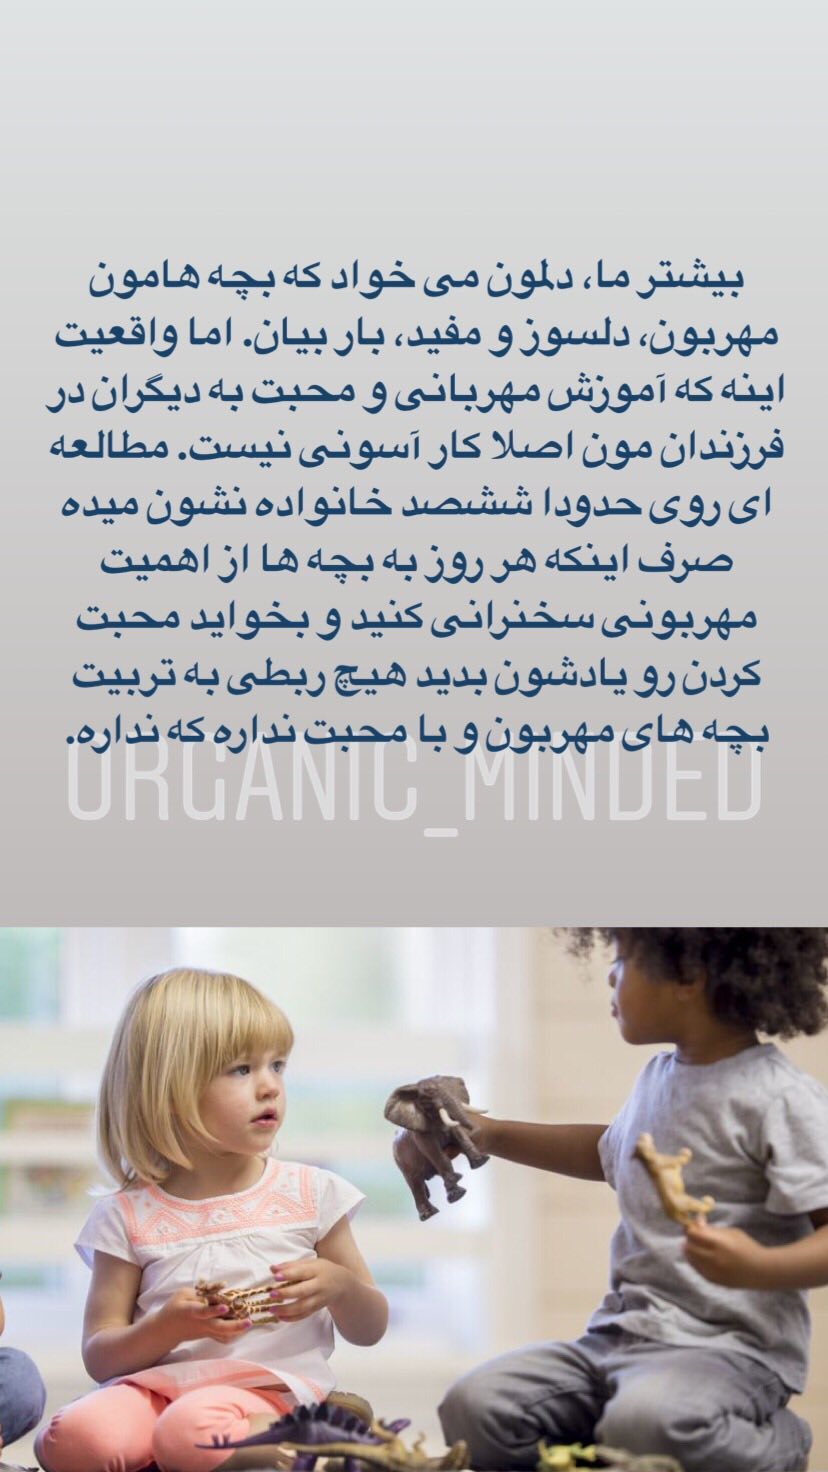 بیشتر ما، دلمون می خواد که بچه هامون
مهربون، دلسوز و مفید، بار بیان. اما واقعیت
اینه که آموزش مهربانی و محبت به دیگران در
فرزندان مون اصلا کار آسونی نیست. مطالعه
ای روی حدودا ششصد خانواده نشون میده
صرف اینکه هر روز به بچه ها از اهمیت
مهربونی سخنرانی کنید و بخواید محبت
کردن رو یادشون بدید هیچ ربطی به تربیت
بچه های مهربون و با محبت نداره که نداره.
ORGANIC_MINDED